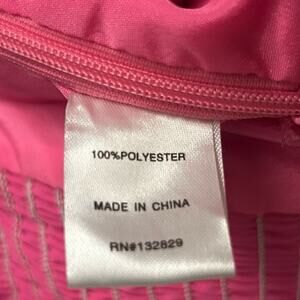 100%POLYESTER
MADE IN CHINA
RN#132829